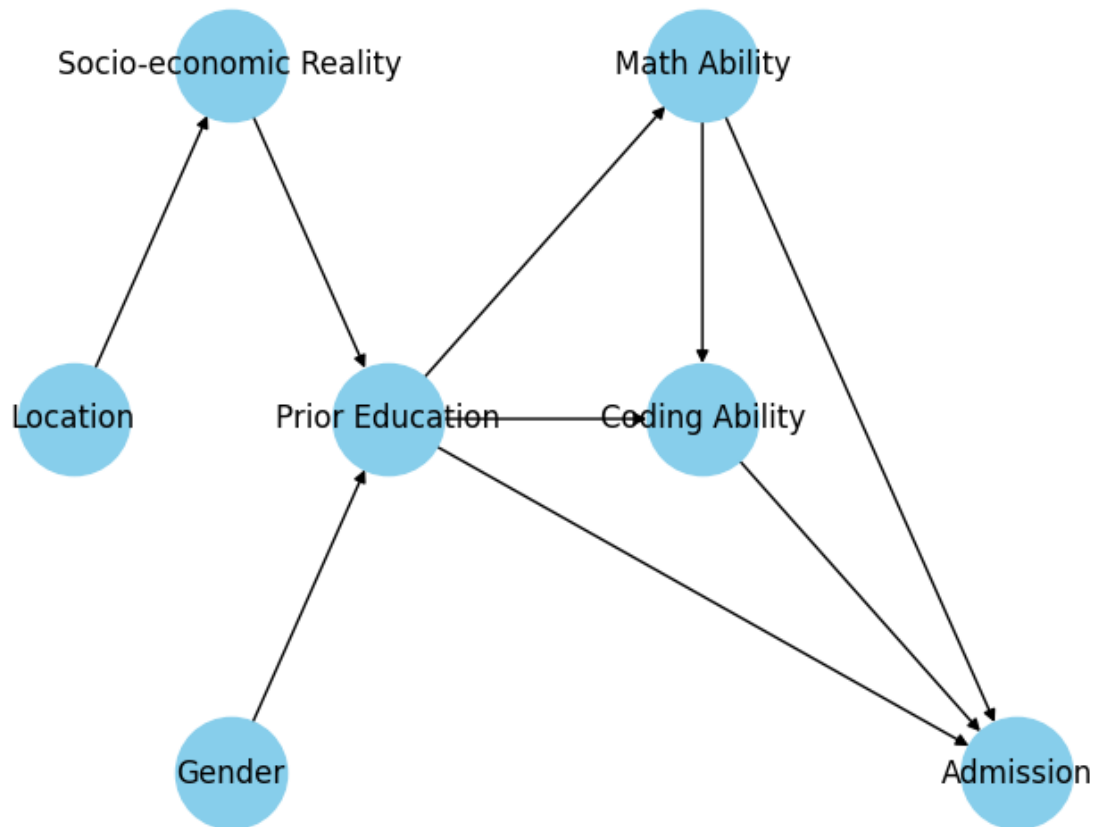 Socio-economic Reality
Math Ability
Location
Prior Education
Coding Ability
Gender
Admission